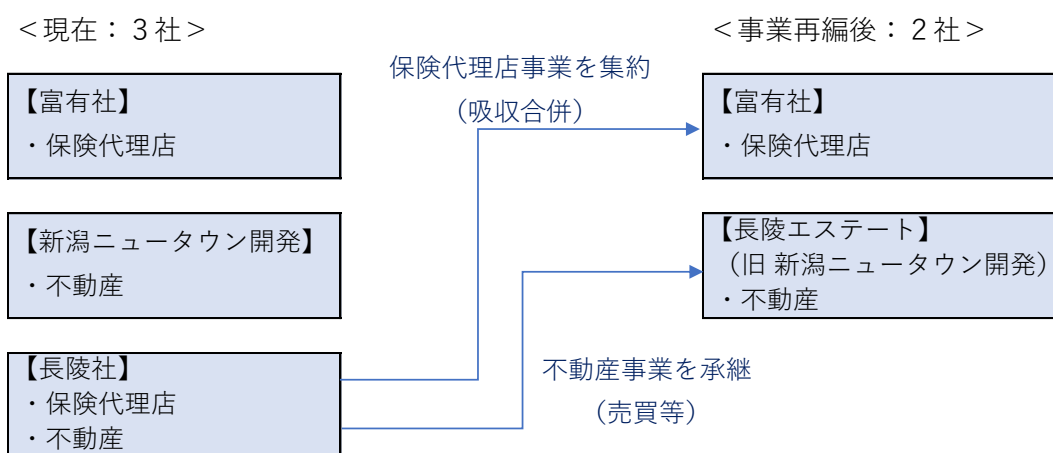 ＜現在：３社＞
【富有社】
・保険代理店
【新潟ニュータウン開発】
・不動産
【長陵社】
・保険代理店
・不動産
保険代理店事業を集約
（吸収合併）
不動産事業を承継
（売買等）
＜事業再編後：２社＞
【富有社】
・保険代理店
【長陵エステート】
（旧 新潟ニュータウン開発）
・不動産